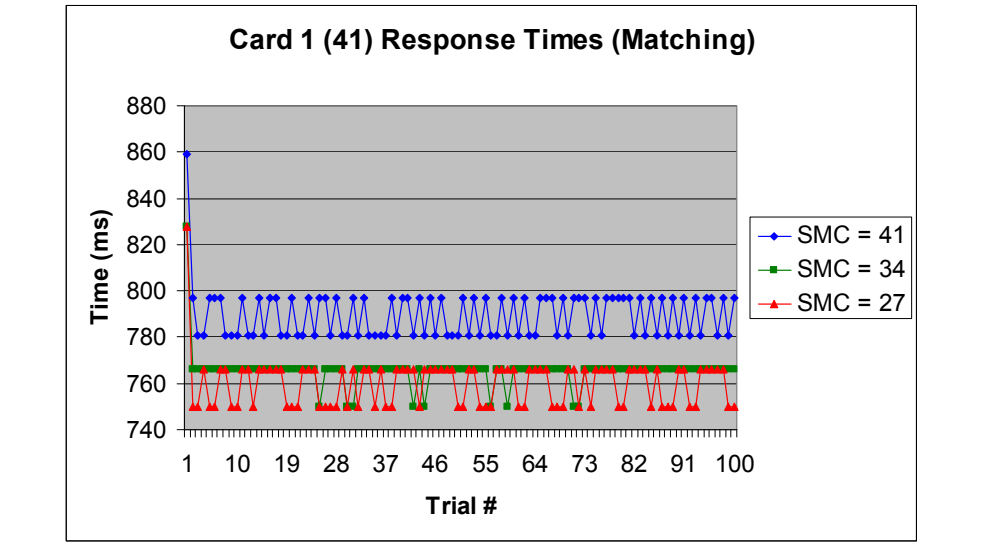 Card 1 (41) Response Times (Matching)
880
860
840
820
800
780
760
740
Time (ms)
1 10 19 28 37 46 55 64 73 82 91 100
Trial #
SMC = 41
SMC = 34
SMC = 27